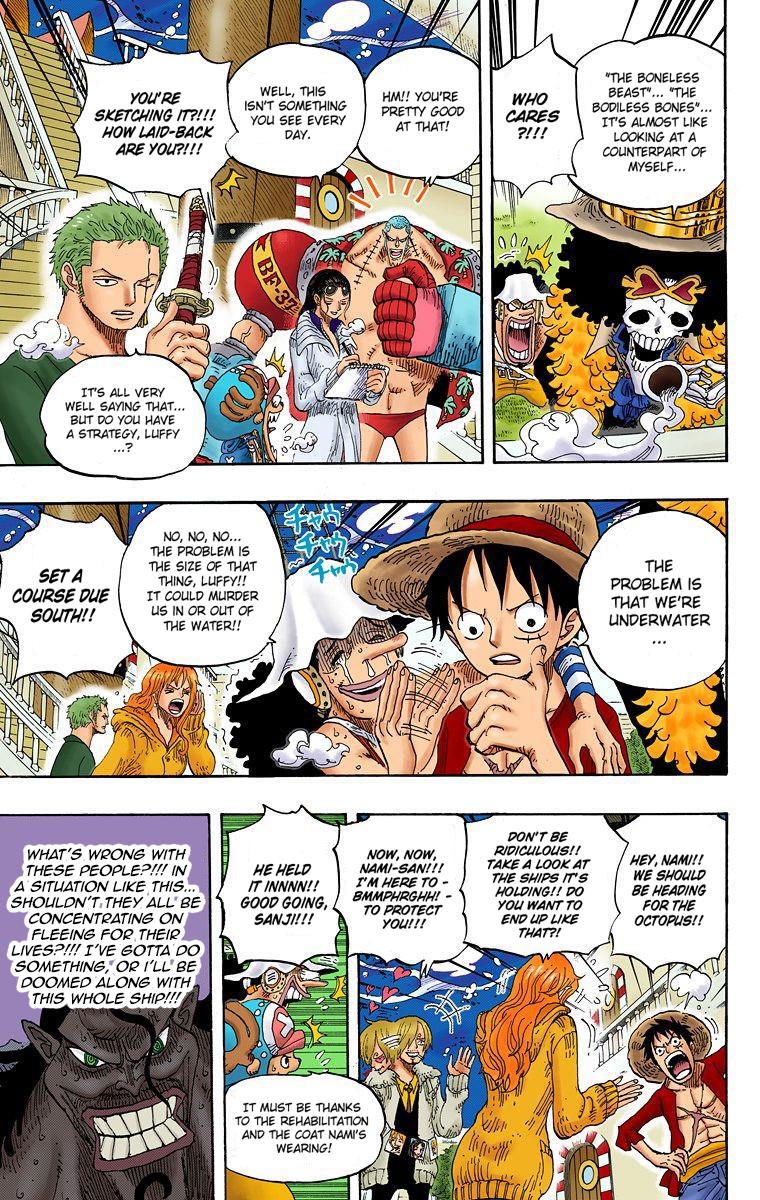 "THE BONELESS
BEAST"... "THE
BODILESS BONES"...
IT'S ALMOST LIKE
LOOKING AT A
COUNTERPART OF
MYSELF...
WHO
CARES
?!!!
HM!! YOU'RE
PRETTY GOOD
AT THAT!
WELL, THIS
ISN'T SOMETHING
YOU SEE EVERY
DAY.
YOU'RE
SKETCHING IT?!!!
HOW LAID-BACK
ARE YOU?!!!
BF-37
IT'S ALL VERY
WELL SAYING THAT...
BUT DO YOU HAVE
A STRATEGY, LUFFY
...?
THE
PROBLEM IS
THAT WE'RE
UNDERWATER
...
チャウ
チャウ
チャウ
NO, NO, NO...
THE PROBLEM IS
THE SIZE OF THAT
THING, LUFFY!!
IT COULD MURDER
US IN OR OUT OF
THE WATER!!
SET A
COURSE DUE
SOUTH!!
HEY, NAMI!!
WE SHOULD
BE HEADING
FOR THE
OCTOPUS!!
DON'T BE
RIDICULOUS!!
TAKE A LOOK AT
THE SHIPS IT'S
HOLDING!! DO
YOU WANT TO
END UP LIKE
THAT?!
NOW, NOW,
NAMI-SAN!!!
I'M HERE TO -
BMMPHRGHH! -
TO PROTECT
YOU!!!
HE HELD
IT INNNN!!
GOOD GOING,
SANJI!!!
IT MUST BE THANKS
TO THE REHABILITATION
AND THE COAT NAMI'S
WEARING!
WHAT'S WRONG WITH
THESE PEOPLE?!!! IN
A SITUATION LIKE THIS...
SHOULDN'T THEY ALL BE
CONCENTRATING ON
FLEEING FOR THEIR
LIVES?!!! I'VE GOTTA DO
SOMETHING, OR I'LL BE
DOOMED ALONG WITH
THIS WHOLE SHIP!!!